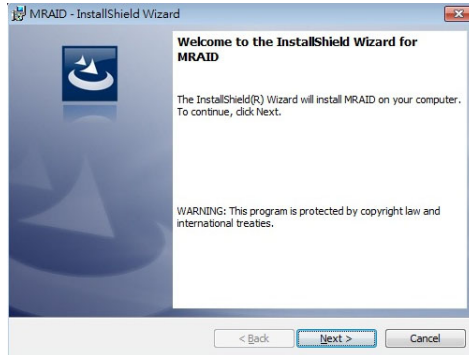 MRAID - InstallShield Wizard
Welcome to the InstallShield Wizard for
MRAID
The InstallShield(R) Wizard will install MRAID on your computer.
To continue, click Next.
WARNING: This program is protected by copyright law and
international treaties.
< Back
Next >
Cancel